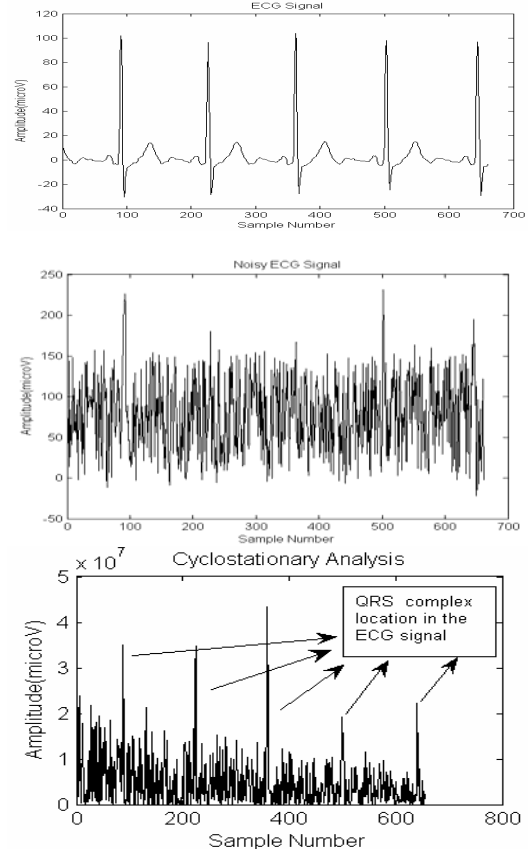 ECG Signal
120
100
80
60
40
20
0
-20
-40
Amplitude(microV)
0 100 200 300 400 500 600 700
Sample Number
Noisy ECG Signal
250
200
150
100
50
0
-50
Amplitude(microV)
0 100 200 300 400 500 600 700
Sample Number
× 10⁷ Cyclostationary Analysis
5
4
3
2
1
0
Amplitude(microV)
QRS complex
location in the
ECG signal
0 200 400 600 800
Sample Number